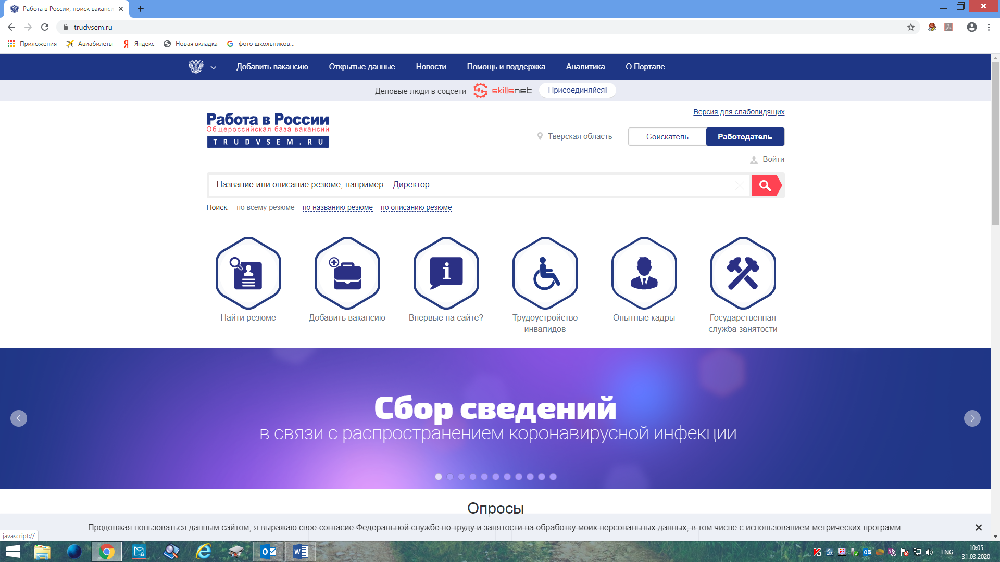 Работа в России, поиск ваканси
trudvsem.ru
Приложения
Авиабилеты
Яндекс
Новая вкладка
фото школьников...
Добавить вакансию
Открытые данные
Новости
Помощь и поддержка
Аналитика
О Портале
Деловые люди в соцсети
skillsnet
Присоединяйся!
Версия для слабовидящих
Работа в России
Общероссийская база вакансий
TRUDVSEM.RU
Тверская область
Соискатель
Работодатель
Войти
Название или описание резюме, например: Директор
Поиск: по всему резюме по названию резюме по описанию резюме
Найти резюме
Добавить вакансию
Впервые на сайте?
Трудоустройство
инвалидов
Опытные кадры
Государственная
служба занятости
Сбор сведений
в связи с распространением коронавирусной инфекции
Опросы
Продолжая пользоваться данным сайтом, я выражаю свое согласие Федеральной службе по труду и занятости на обработку моих персональных данных, в том числе с использованием метрических программ.
javascript://
ENG
10:05
31.03.2020